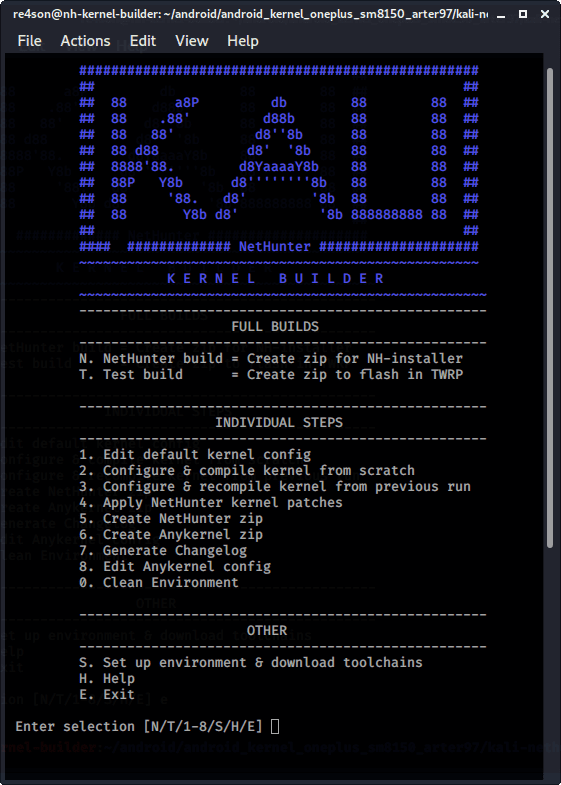 re4son@nh-kernel-builder: ~/android/android_kernel_oneplus_sm8150_arter97/kali-ne
File Actions Edit View Help
##################################################
##                                              ##
##  88      a8P         db        88        88  ##
##  88    .88'         d88b       88        88  ##
##  88   88'          d8''8b      88        88  ##
##  88 d88           d8'  '8b     88        88  ##
##  8888'88.        d8YaaaaY8b    88        88  ##
##  88P   Y8b      d8''''''''8b   88        88  ##
##  88     '88.   d8'        '8b  88        88  ##
##  88       Y8b d8'          '8b 888888888 88  ##
##                                              ##
####  ############# NetHunter ####################
~~~~~~~~~~~~~~~~~~~~~~~~~~~~~~~~~~~~~~~~~~~~~~~~~~
K E R N E L   B U I L D E R
~~~~~~~~~~~~~~~~~~~~~~~~~~~~~~~~~~~~~~~~~~~~~~~~~~~
---------------------------------------------------
FULL BUILDS
---------------------------------------------------
N. NetHunter build = Create zip for NH-installer
T. Test build      = Create zip to flash in TWRP
---------------------------------------------------
INDIVIDUAL STEPS
---------------------------------------------------
1. Edit default kernel config
2. Configure & compile kernel from scratch
3. Configure & recompile kernel from previous run
4. Apply NetHunter kernel patches
5. Create NetHunter zip
6. Create Anykernel zip
7. Generate Changelog
8. Edit Anykernel config
0. Clean Environment
---------------------------------------------------
OTHER
---------------------------------------------------
S. Set up environment & download toolchains
H. Help
E. Exit
Enter selection [N/T/1-8/S/H/E]